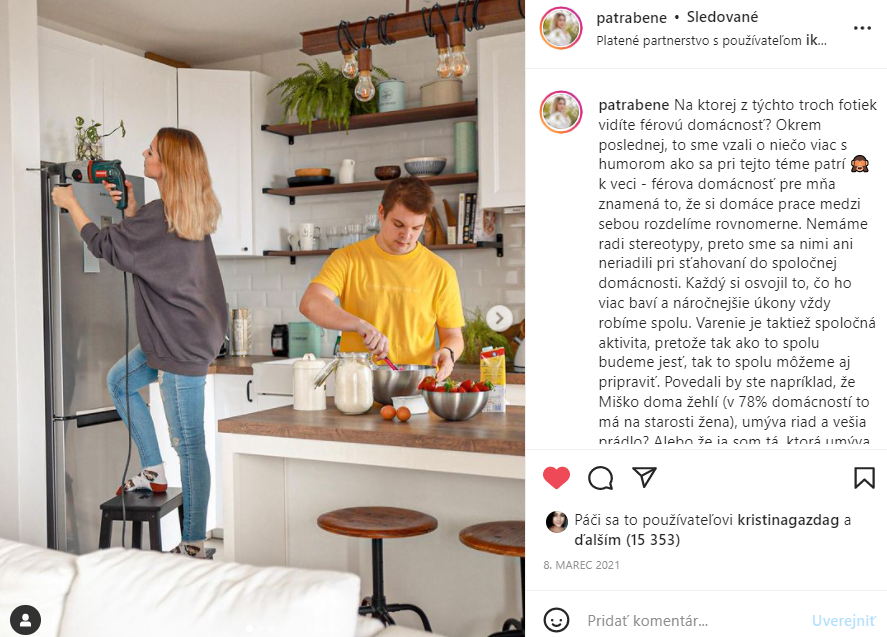 patrabene • Sledované
Platené partnerstvo s používateľom ik...
patrabene Na ktorej z týchto troch fotiek
vidíte férovú domácnosť? Okrem
poslednej, to sme vzali o niečo viac s
humorom ako sa pri tejto téme patrí 🙊
k veci - férova domácnosť pre mňa
znamená to, že si domáce prace medzi
sebou rozdelíme rovnomerne. Nemáme
radi stereotypy, preto sme sa nimi ani
neriadili pri sťahovaní do spoločnej
domácnosti. Každý si osvojil to, čo ho
viac baví a náročnejšie úkony vždy
robíme spolu. Varenie je taktiež spoločná
aktivita, pretože tak ako to spolu
budeme jesť, tak to spolu môžeme aj
pripraviť. Povedali by ste napríklad, že
Miško doma žehlí (v 78% domácností to
má na starosti žena), umýva riad a vešia
prádlo? Alebo že ja som tá, ktorá umýva
Páči sa to používateľovi kristinagazdag a
ďalším (15 353)
8. MAREC 2021
Pridať komentár...
Uverejniť